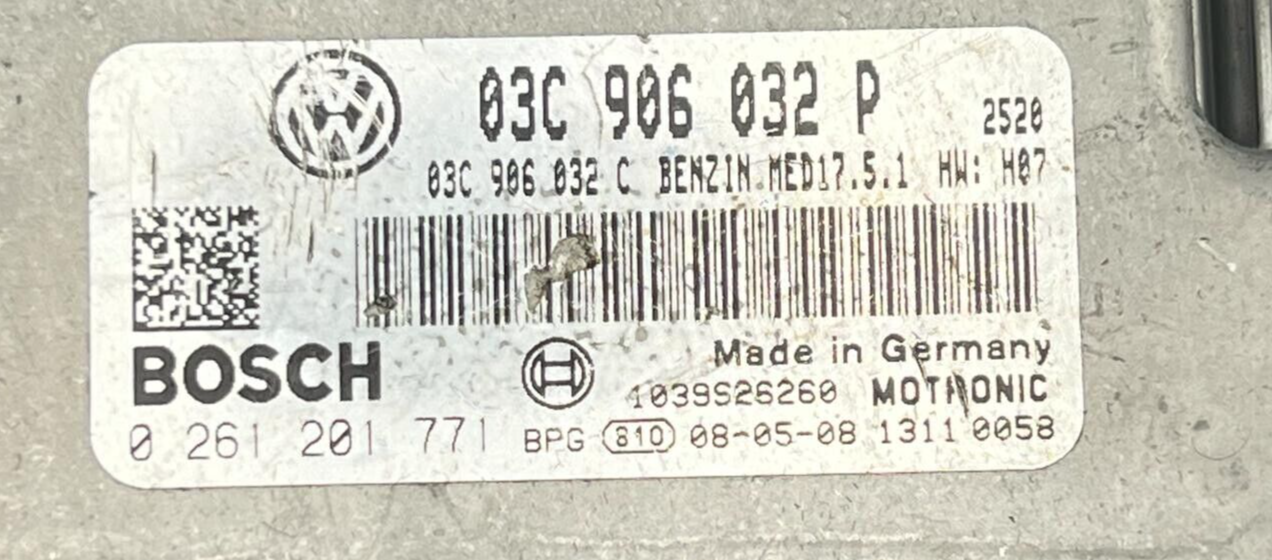 03C 906 032 P 2520
03C 906 032 C BENZIN MED17.5.1 HW: H07
BOSCH
Made in Germany
1039S26260 MOTRONIC
0 261 201 771 BPG 810 08-05-08 1311 0058